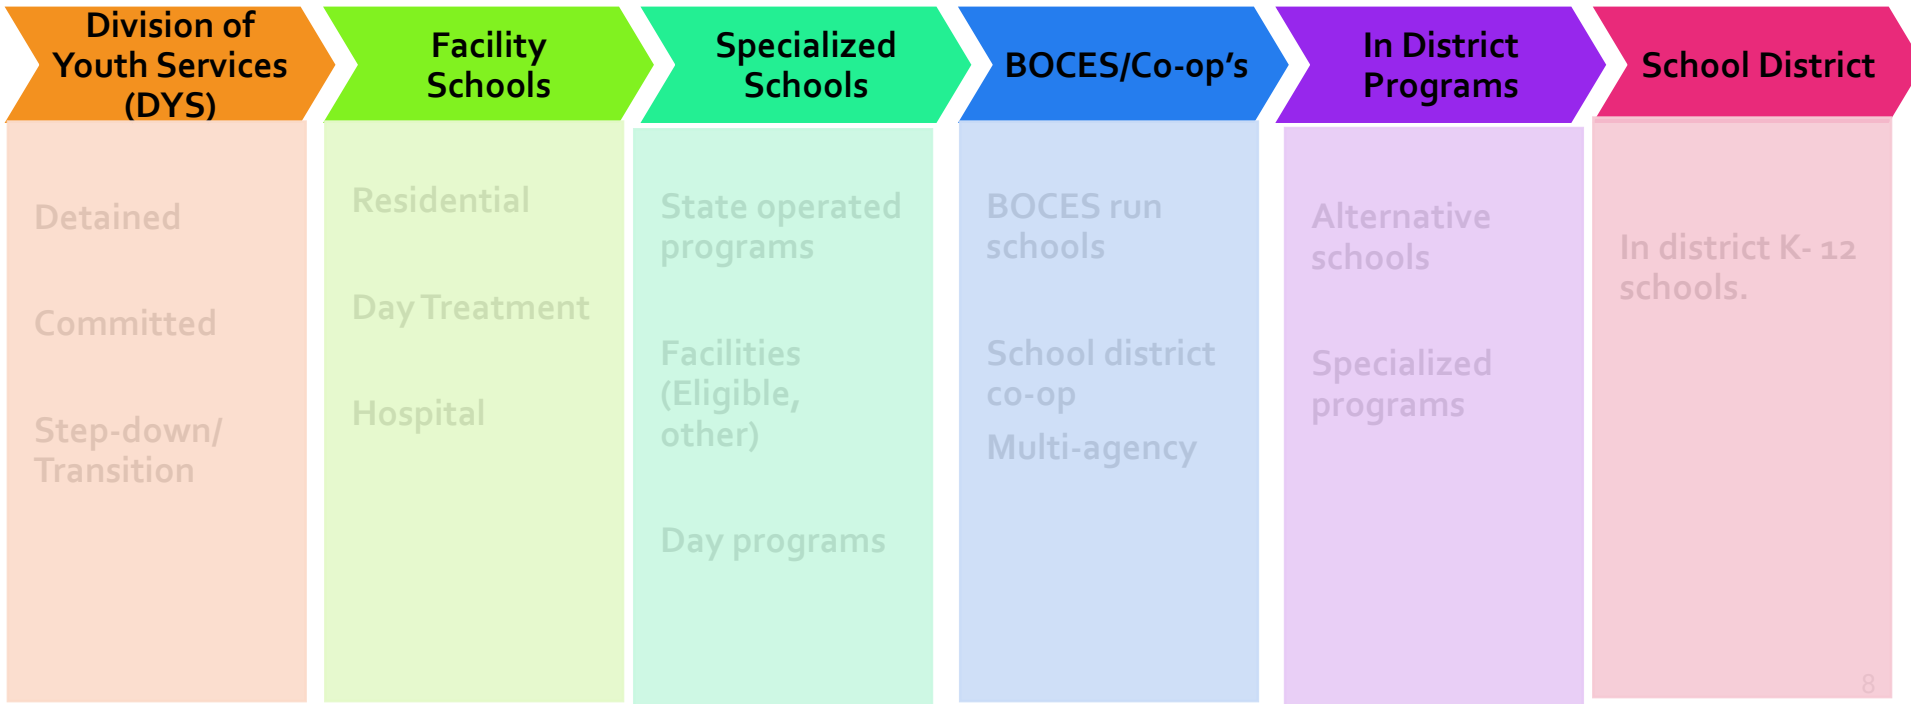 Division of
Youth Services
(DYS)
Facility
Schools
Specialized
Schools
BOCES/Co-op's
In District
Programs
School District
Detained
Committed
Step-down/
Transition
Residential
Day Treatment
Hospital
State operated
programs
Facilities
(Eligible,
other)
Day programs
BOCES run
schools
School district
co-op
Multi-agency
Alternative
schools
Specialized
programs
In district K- 12
schools.
8